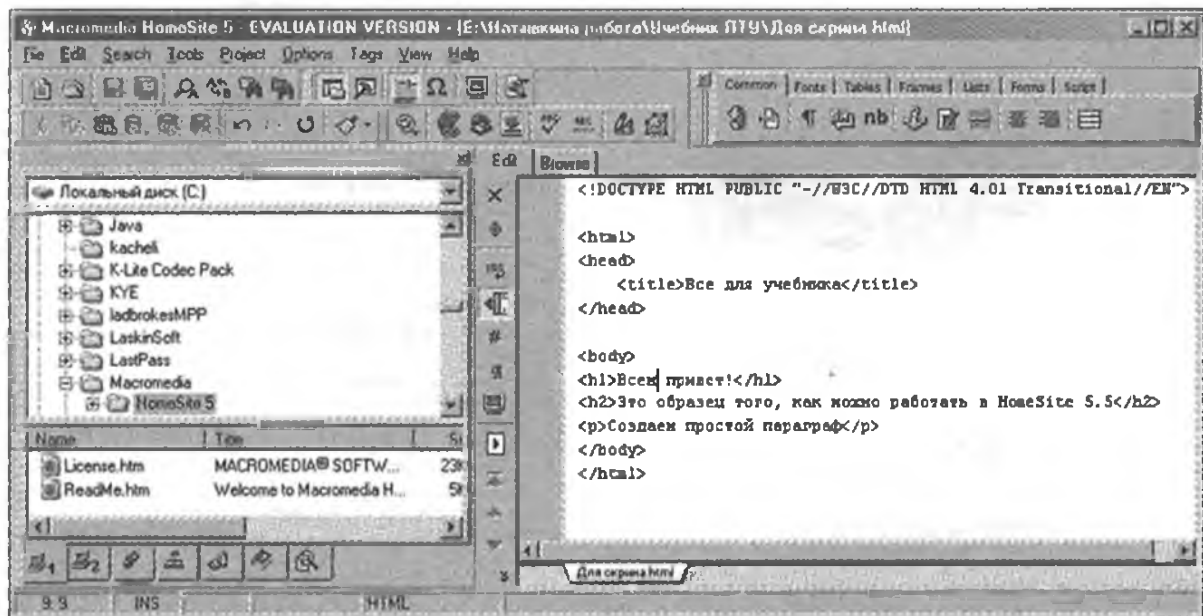 Macromedia HomeSite 5 - EVALUATION VERSION - [E:\Наташкина работа\Учебник ПТУ\Для скрина html]
File Edit Search Tools Project Options Tags View Help
Common Fonts Tables Frames Lists Forms Script
nb
Edit Browse
Локальный диск (C:)
Java
kacheli
K-Lite Codec Pack
KYE
ladbrokesMPP
LaskinSoft
LastPass
Macromedia
HomeSite 5
Name Title
License.htm MACROMEDIA® SOFTW... 23
ReadMe.htm Welcome to Macromedia H... 5
<!DOCTYPE HTML PUBLIC "-//W3C//DTD HTML 4.01 Transitional//EN">
<html>
<head>
<title>Все для учебника</title>
</head>
<body>
<h1>Всем привет!</h1>
<h2>Это образец того, как можно работать в HomeSite 5.5</h2>
<p>Создаем простой параграф</p>
</body>
</html>
Для скрина html
9:9 INS HTML